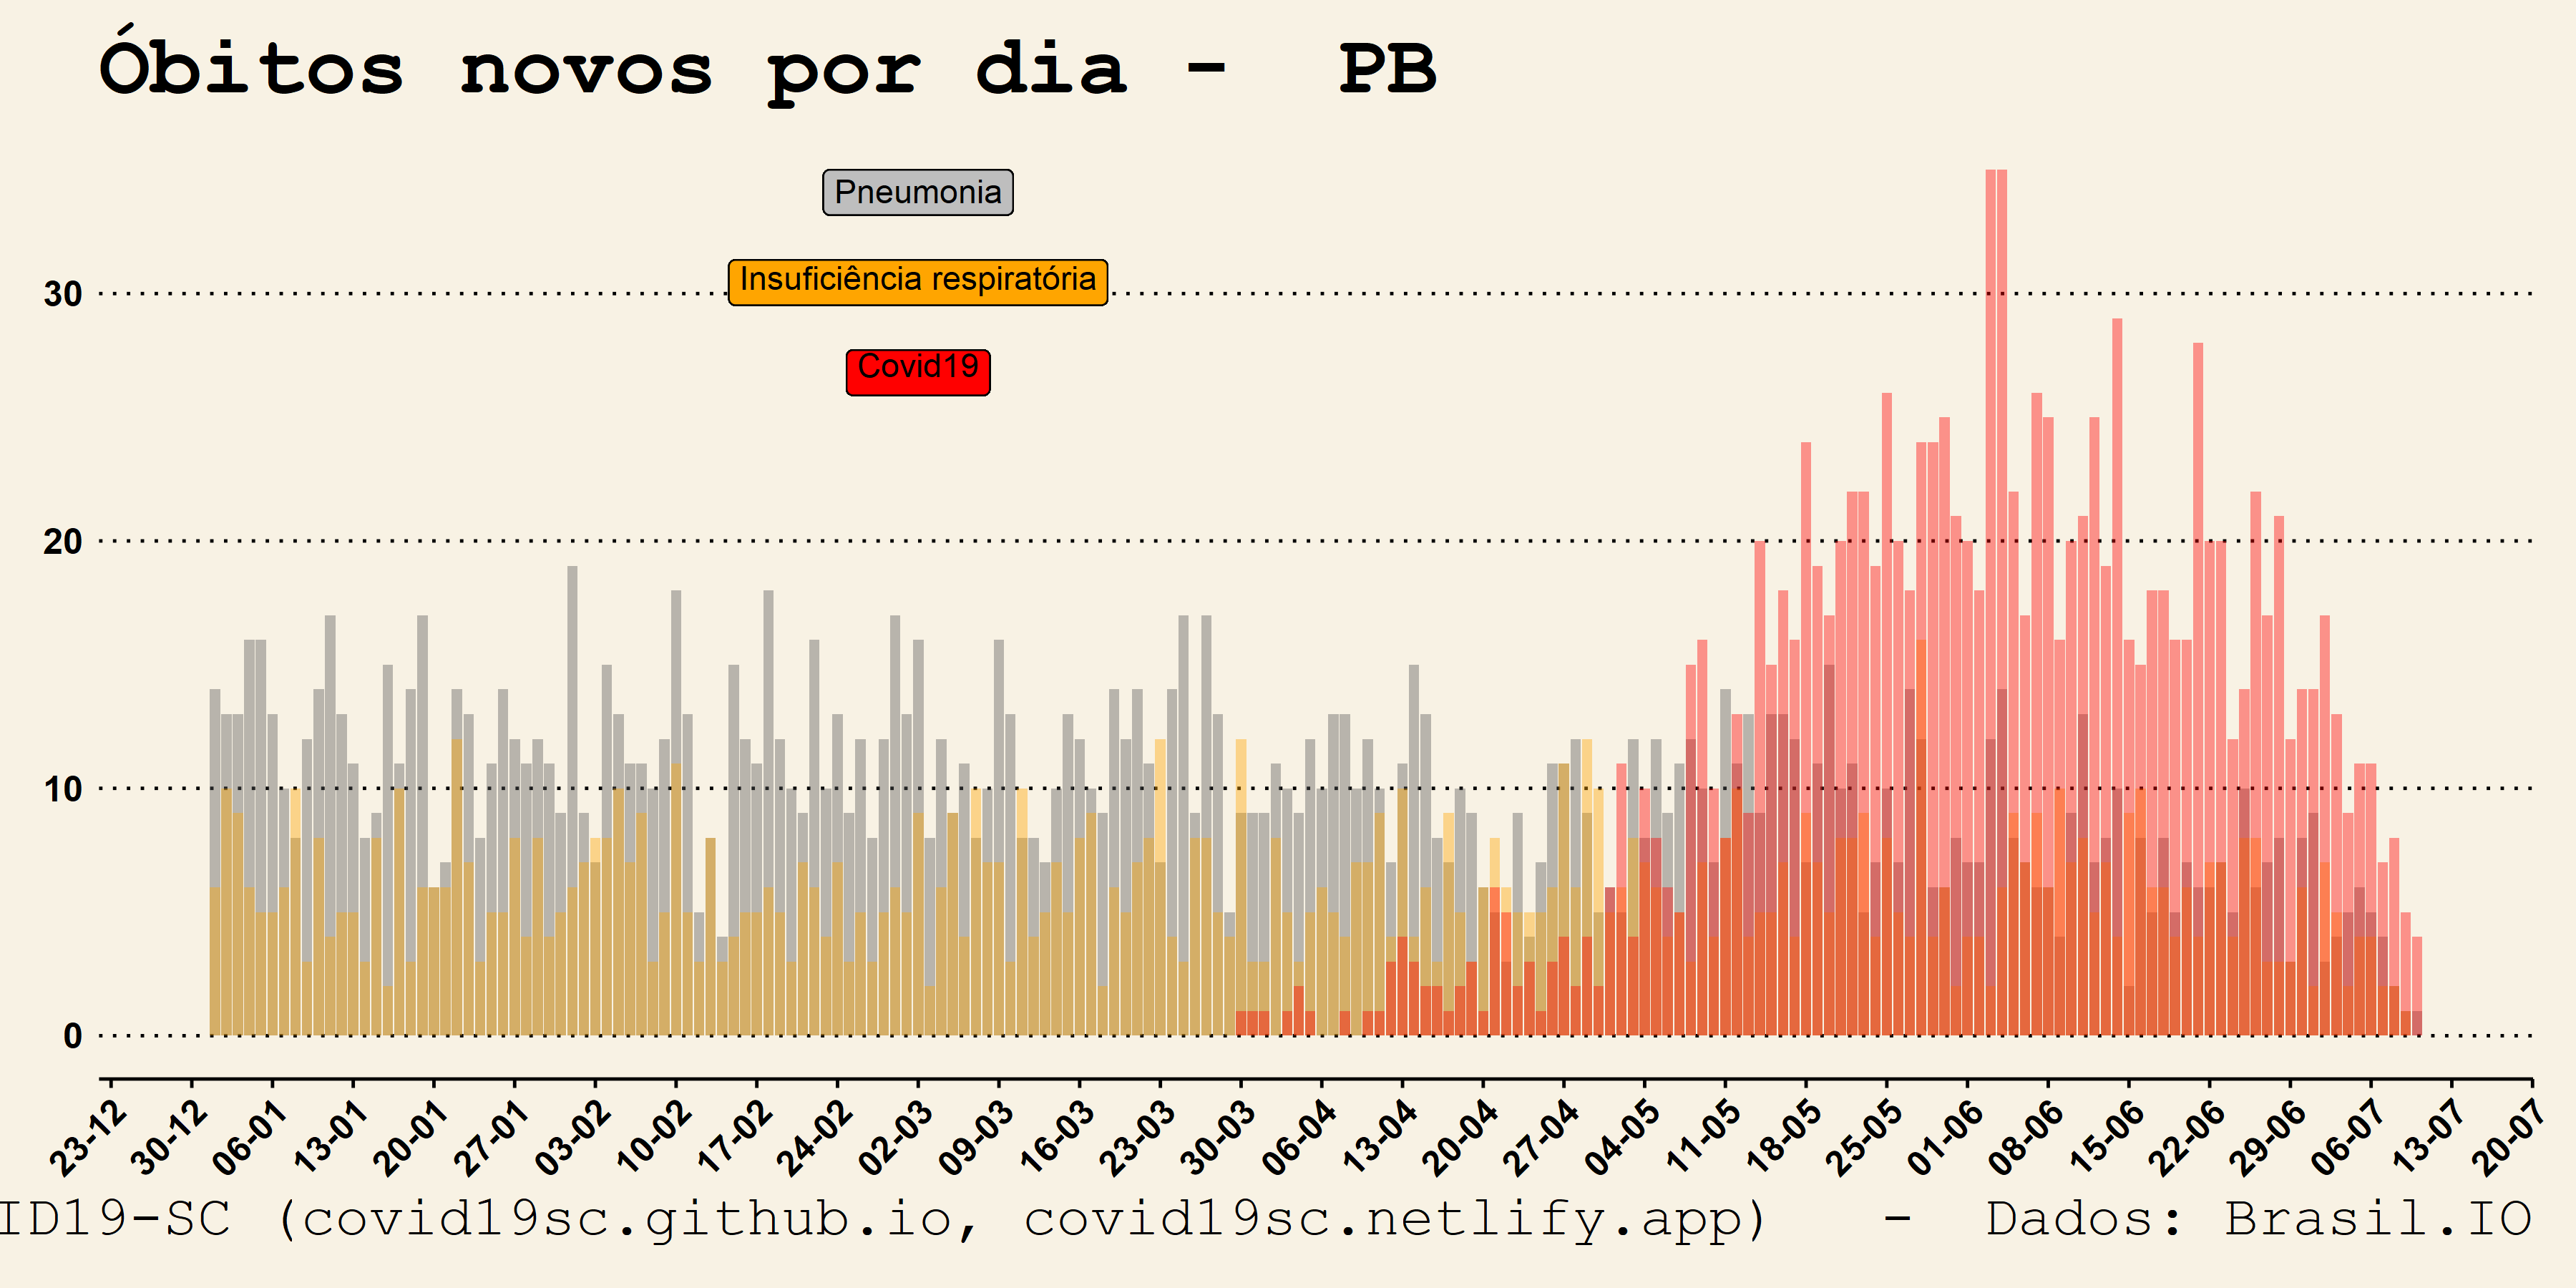 Óbitos novos por dia - PB
Pneumonia
Insuficiência respiratória
Covid19
30
20
10
0
23-12 30-12 06-01 13-01 20-01 27-01 03-02 10-02 17-02 24-02 02-03 09-03 16-03 23-03 30-03 06-04 13-04 20-04 27-04 04-05 11-05 18-05 25-05 01-06 08-06 15-06 22-06 29-06 06-07 13-07 20-07
ID19-SC (covid19sc.github.io, covid19sc.netlify.app) - Dados: Brasil.IO